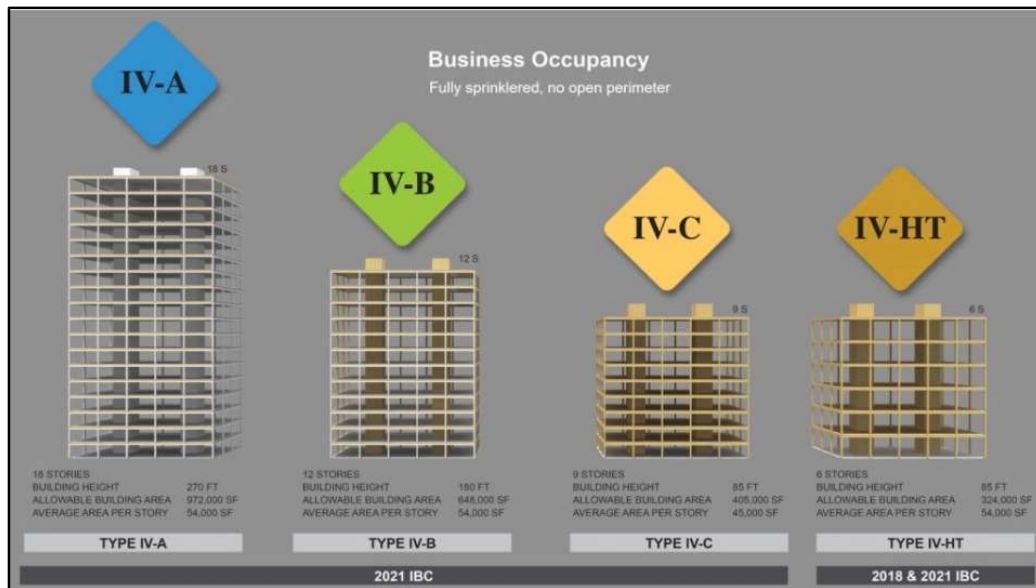 Business Occupancy
Fully sprinklered, no open perimeter
IV-A
IV-B
IV-C
IV-HT
18 S
12 S
9 S
6 S
18 STORIES
BUILDING HEIGHT 270 FT
ALLOWABLE BUILDING AREA 972,000 SF
AVERAGE AREA PER STORY 54,000 SF
TYPE IV-A
12 STORIES
BUILDING HEIGHT 180 FT
ALLOWABLE BUILDING AREA 648,000 SF
AVERAGE AREA PER STORY 54,000 SF
TYPE IV-B
9 STORIES
BUILDING HEIGHT 85 FT
ALLOWABLE BUILDING AREA 405,000 SF
AVERAGE AREA PER STORY 45,000 SF
TYPE IV-C
6 STORIES
BUILDING HEIGHT 85 FT
ALLOWABLE BUILDING AREA 324,000 SF
AVERAGE AREA PER STORY 54,000 SF
TYPE IV-HT
2021 IBC
2018 & 2021 IBC